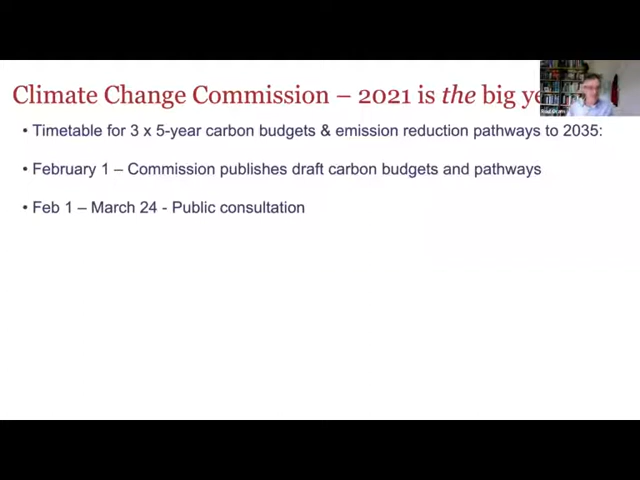 Climate Change Commission – 2021 is the big ye
• Timetable for 3 x 5-year carbon budgets & emission reduction pathways to 2035:
• February 1 – Commission publishes draft carbon budgets and pathways
• Feb 1 – March 24 - Public consultation